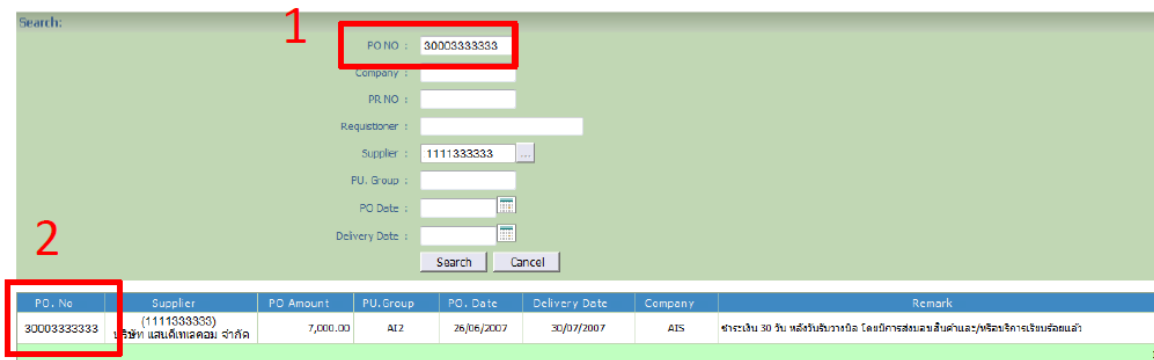 Search:
1
PO NO : 30003333333
Company :
PR NO :
Requistioner :
Supplier : 1111333333 ...
PU. Group :
PO Date :
Delivery Date :
2
Search Cancel
PO. No Supplier PO Amount PU.Group PO. Date Delivery Date Company Remark
30003333333 (1111333333) 7,000.00 AI2 26/06/2007 30/07/2007 AIS ชำระเงิน 30 วัน หลังวันรับวางบิล โดยมีการส่งมอบสินค้าและ/หรือบริการเรียบร้อยแล้ว
บริษัท แสนดีเทเลคอม จำกัด